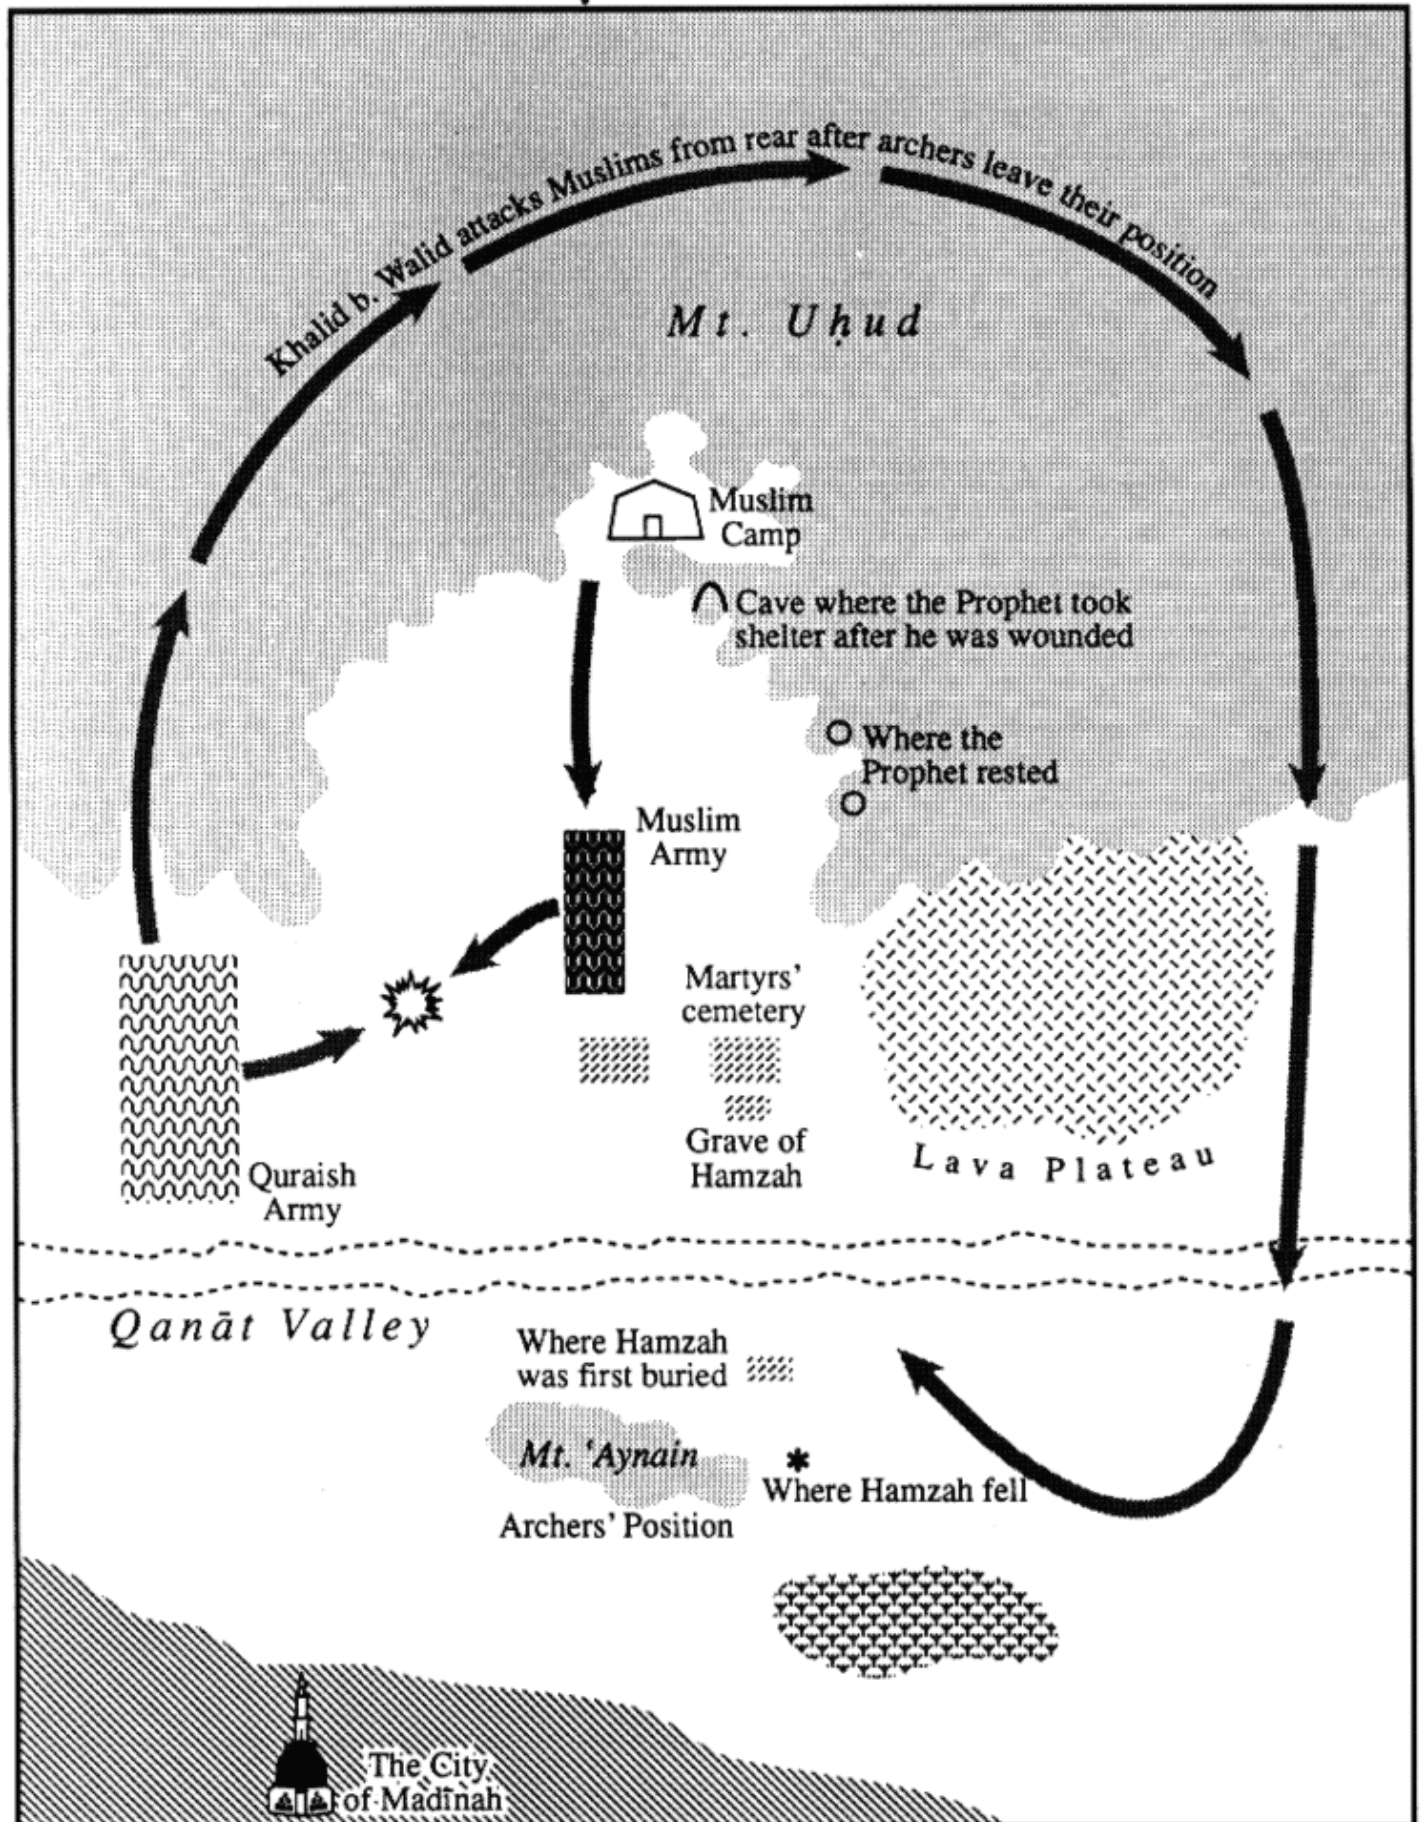 Khalid b. Walid attacks Muslims from rear after archers leave their position
Mt. Uḥud
Muslim
Camp
Cave where the Prophet took
shelter after he was wounded
Where the
Prophet rested
Muslim
Army
Martyrs'
cemetery
Grave of
Hamzah
Lava Plateau
Quraish
Army
Qanāt Valley
Where Hamzah
was first buried
Mt. ‘Aynain
Where Hamzah fell
Archers' Position
The City
of Madīnah